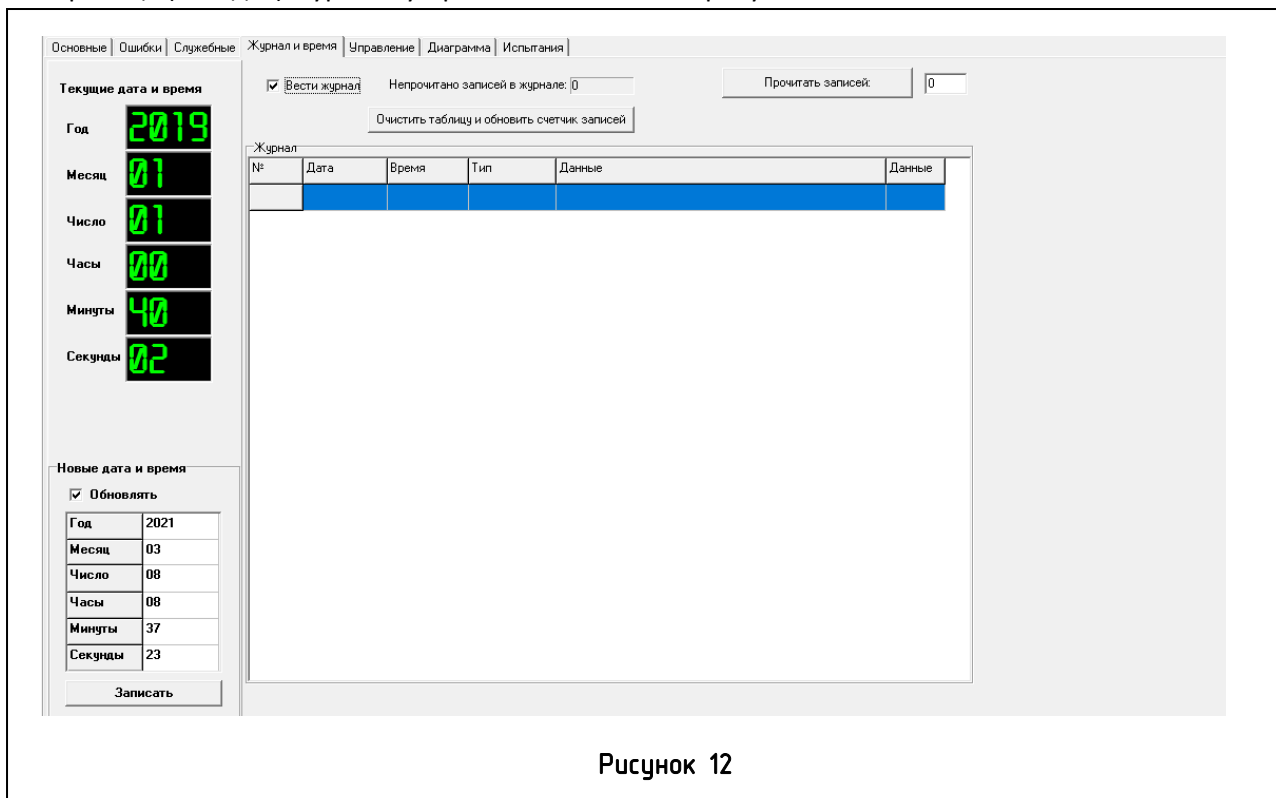 Основные Ошибки Служебные Журнал и время Управление Диаграмма Испытания
Текущие дата и время
Год 2019
Месяц 01
Число 01
Часы 00
Минуты 40
Секунды 02
Новые дата и время
Обновлять
Год 2021
Месяц 03
Число 08
Часы 08
Минуты 37
Секунды 23
Записать
Вести журнал Непрочитано записей в журнале: 0 Прочитать записей: 0
Очистить таблицу и обновить счетчик записей
Журнал
№ Дата Время Тип Данные Данные
Рисунок 12